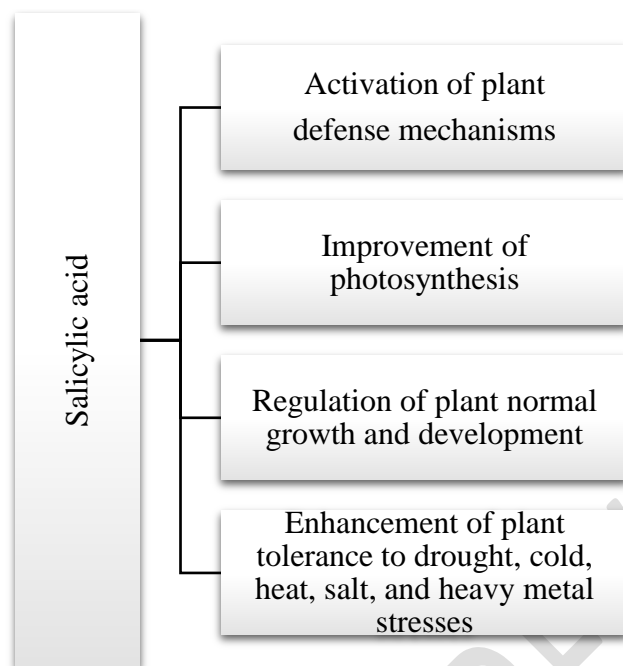 Salicylic acid
Activation of plant
defense mechanisms
Improvement of
photosynthesis
Regulation of plant normal
growth and development
Enhancement of plant
tolerance to drought, cold,
heat, salt, and heavy metal
stresses